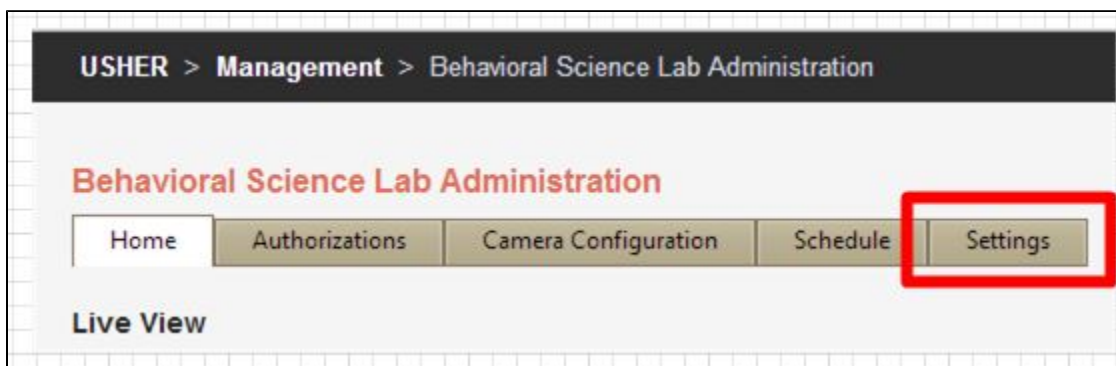 USHER > Management > Behavioral Science Lab Administration
Behavioral Science Lab Administration
Home Authorizations Camera Configuration Schedule Settings
Live View